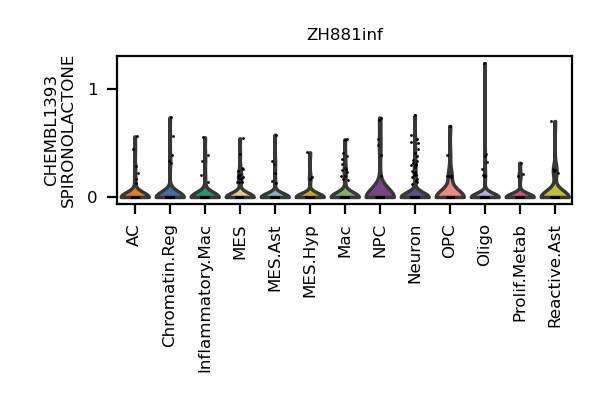 ZH881inf
CHEMBL1393
SPIRONOLACTONE
1
0
AC
Chromatin.Reg
Inflammatory.Mac
MES
MES.Ast
MES.Hyp
Mac
NPC
Neuron
OPC
Oligo
Prolif.Metab
Reactive.Ast